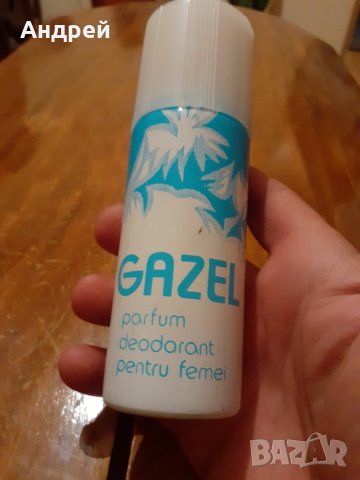 Андрей
GAZEL
parfum
deodorant
pentru femei
BAZAR